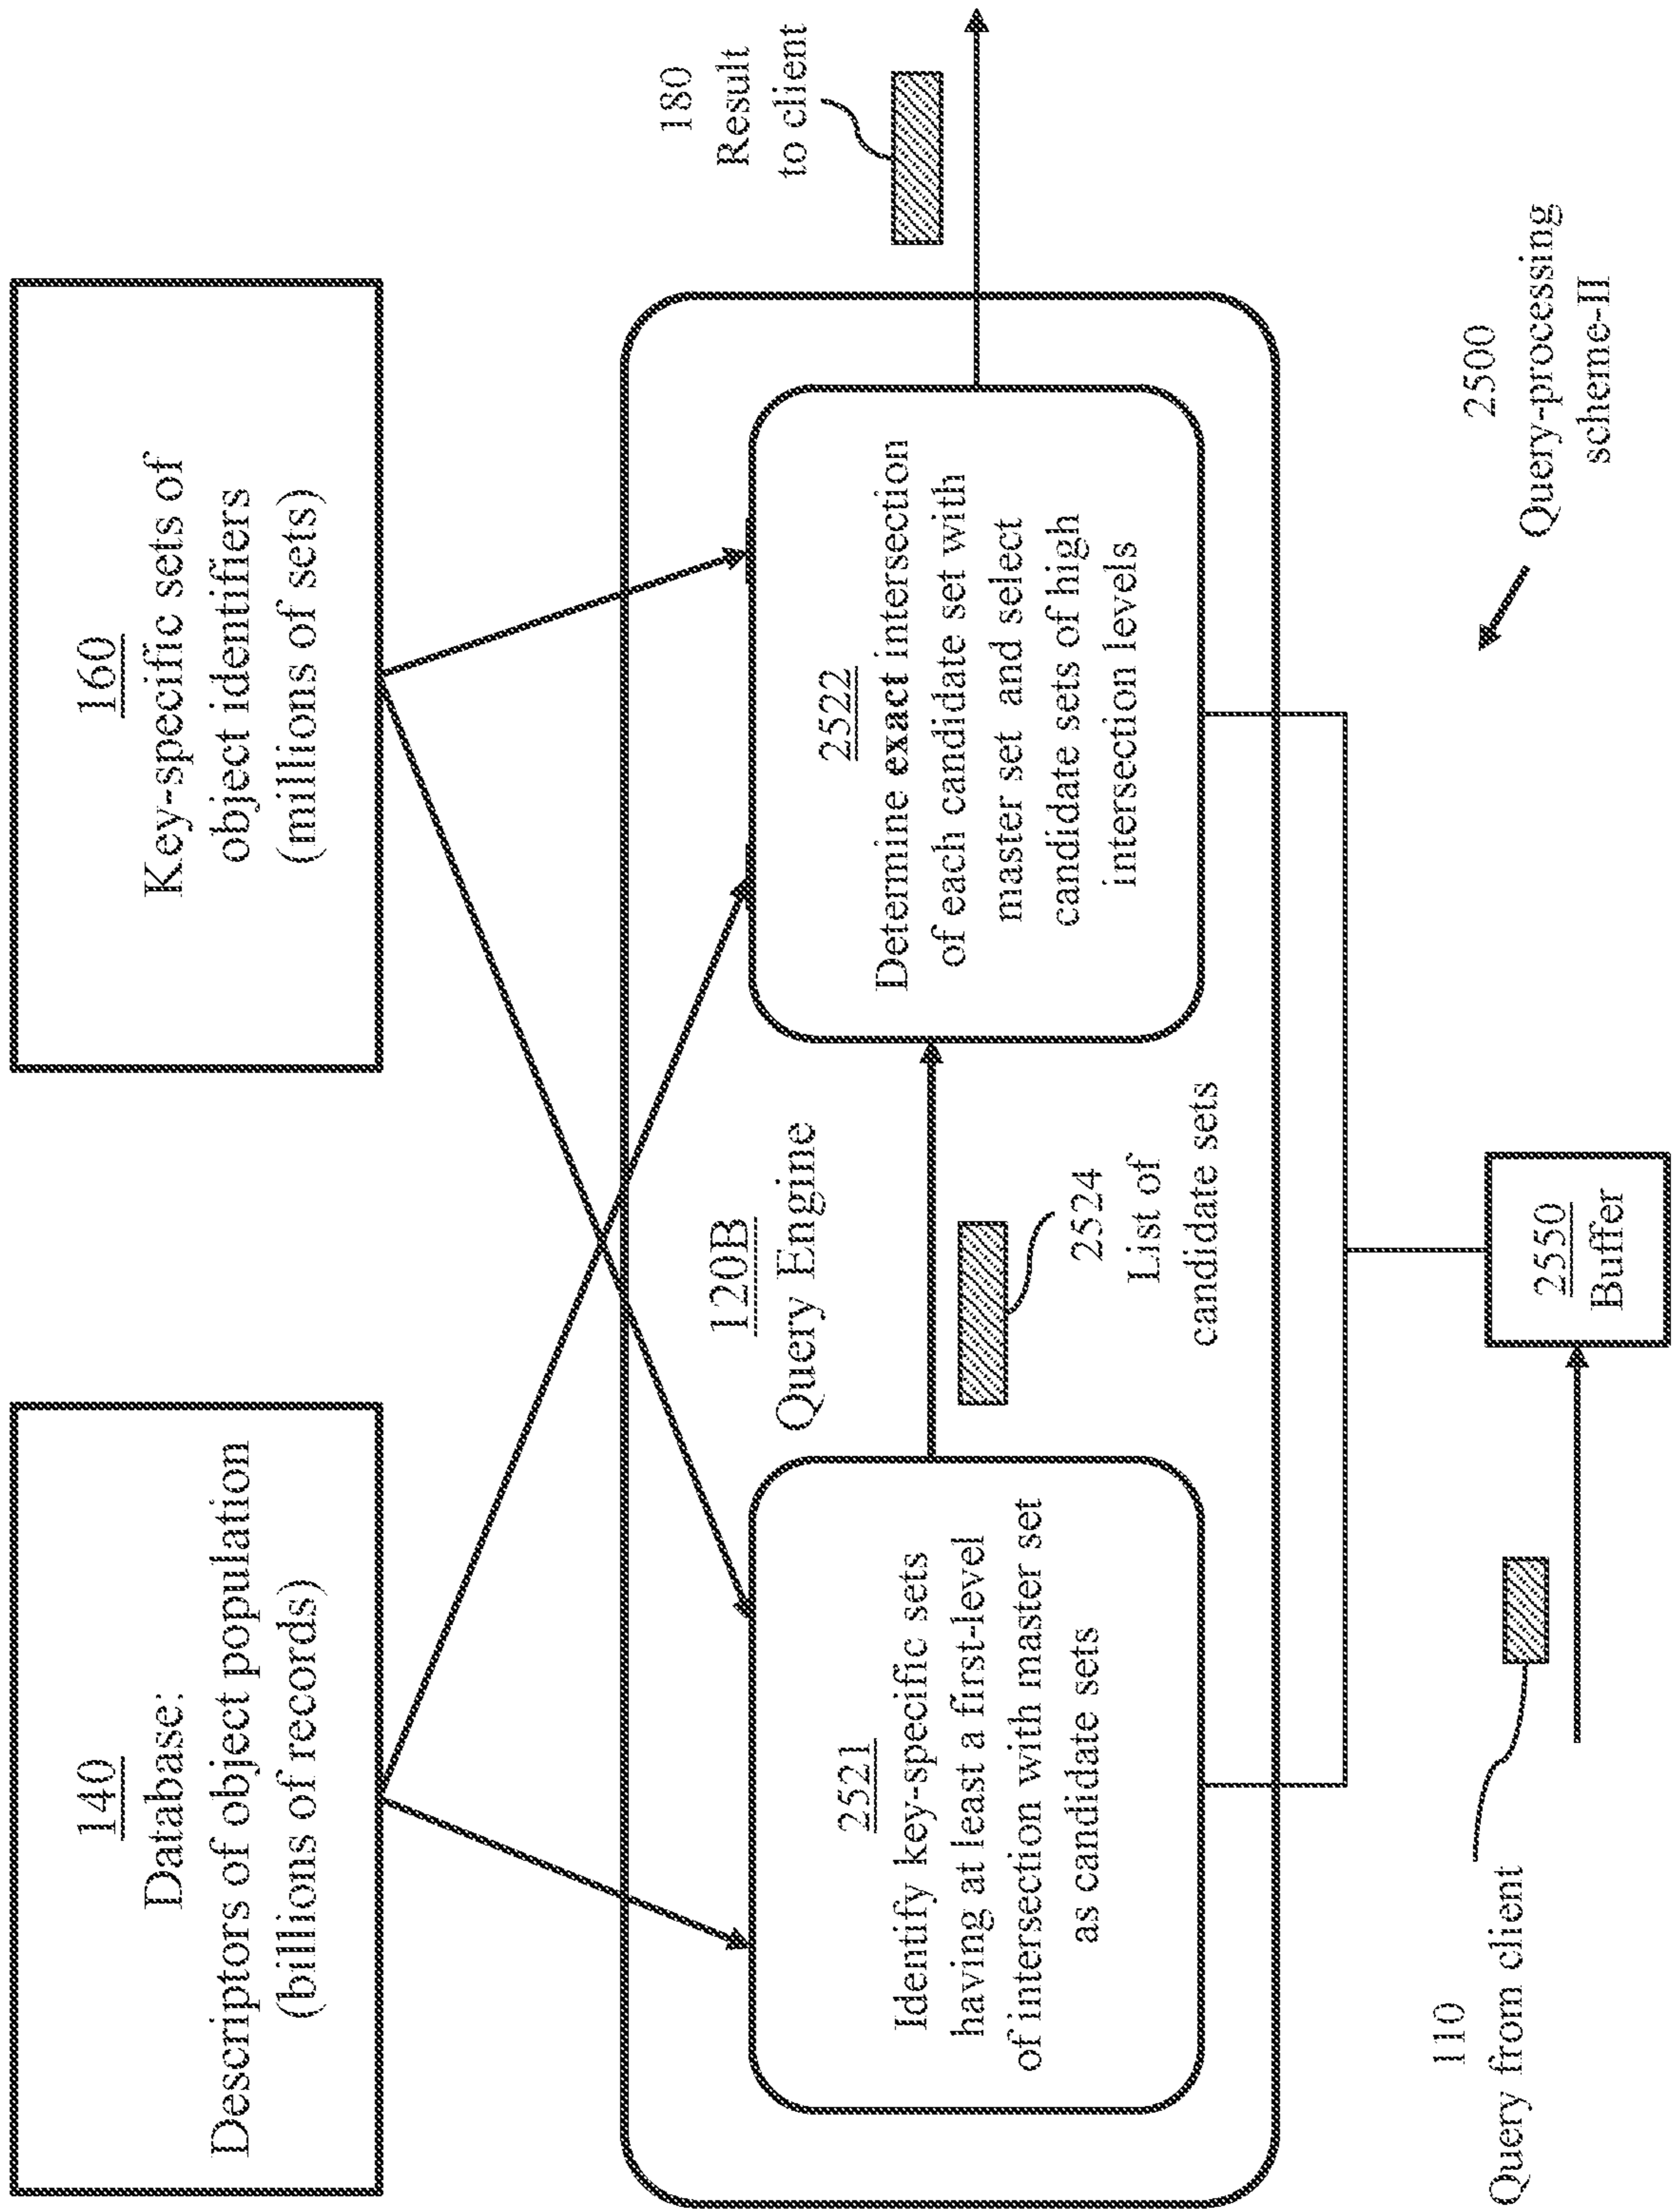 140
Database:
Descriptors of object population
(billions of records)
160
Key-specific sets of
object identifiers
(millions of sets)
120B
Query Engine
2521
Identify key-specific sets
having at least a first-level
of intersection with master set
as candidate sets
2524
List of
candidate sets
2522
Determine exact intersection
of each candidate set with
master set and select
candidate sets of high
intersection levels
180
Result
to client
110
Query from client
2550
Buffer
2500
Query-processing
scheme-II